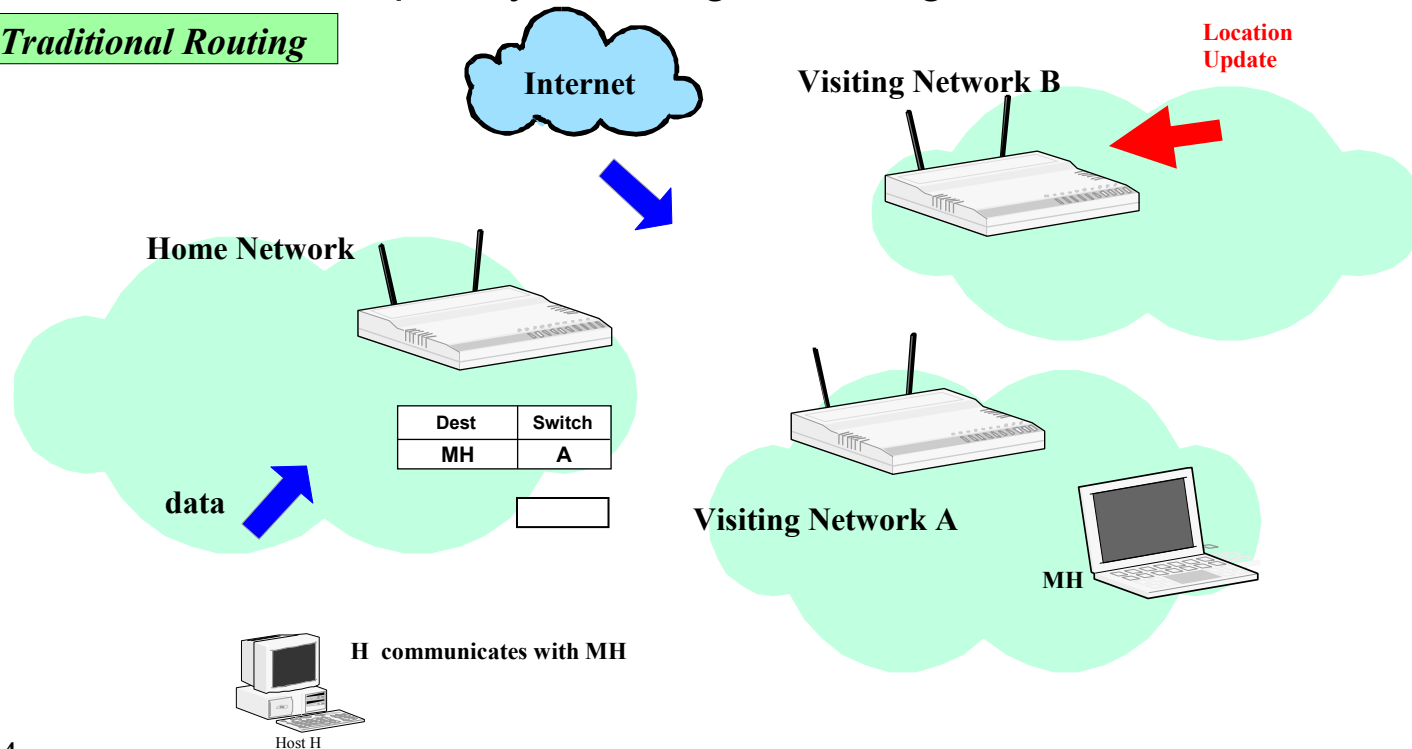 Traditional Routing
Internet
Location
Update
Visiting Network B
Home Network
Dest Switch
MH A
data
Visiting Network A
MH
H communicates with MH
Host H